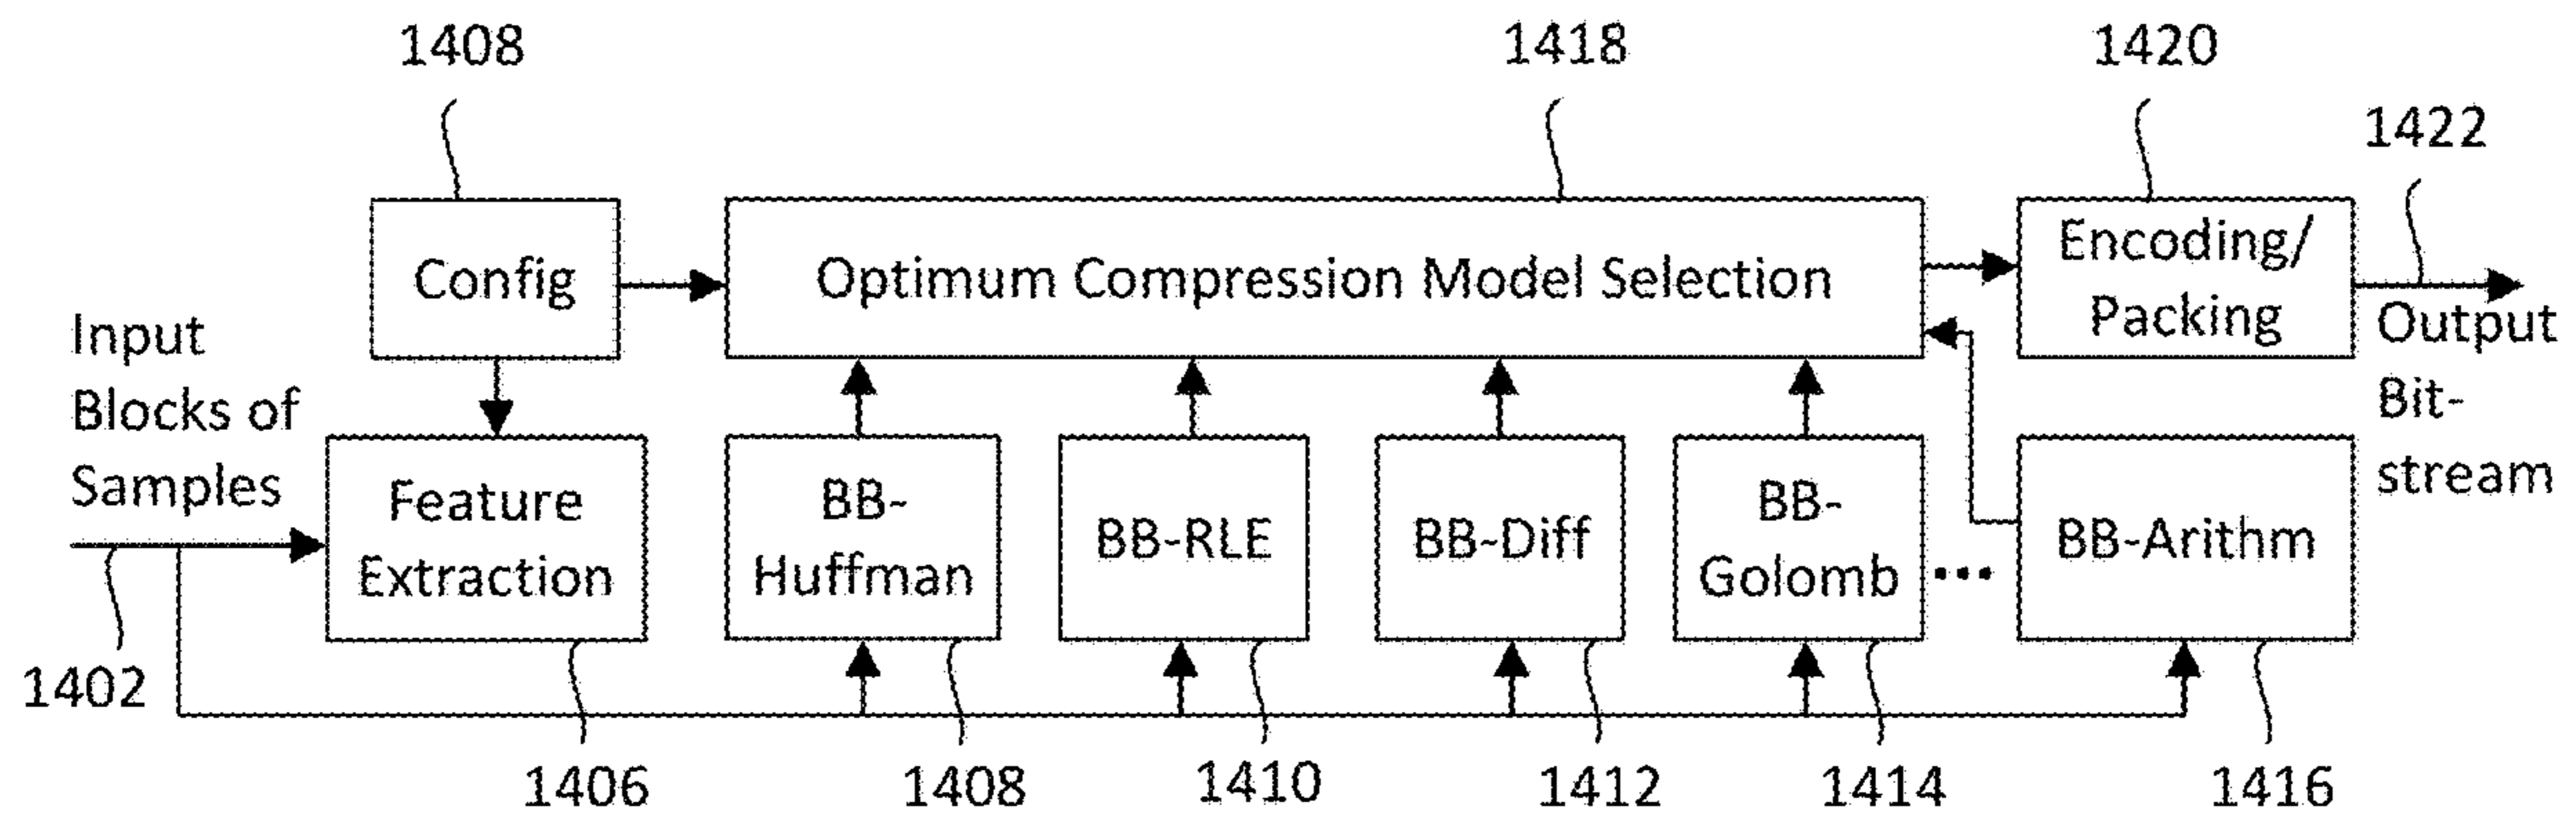 1408
1418
1420
1422
Config
Optimum Compression Model Selection
Encoding/
Packing
Input
Blocks of
Samples
Output
Bit-
stream
Feature
Extraction
BB-
Huffman
BB-RLE
BB-Diff
BB-
Golomb
...
BB-Arithm
1402
1406
1408
1410
1412
1414
1416